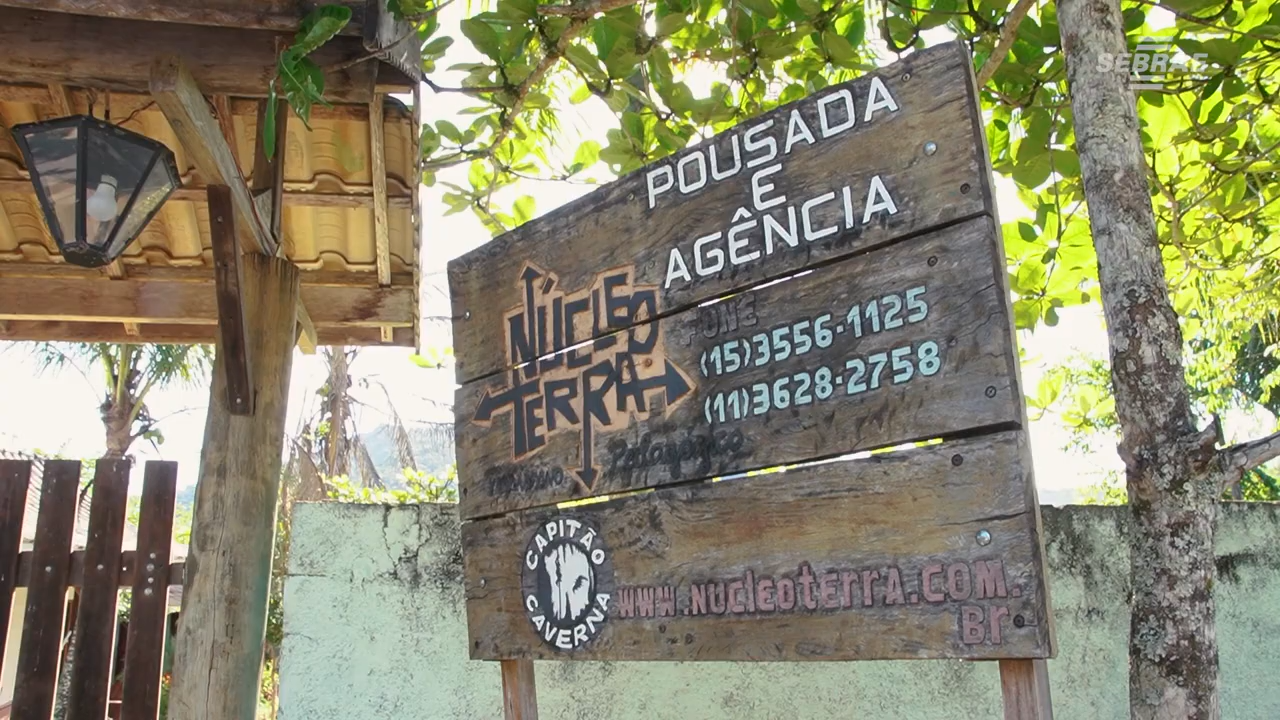 SEBRAE
POUSADA
E
AGÊNCIA
NÚCLEO
TERRA
FONE
(15)3556-1125
(11)3628-2758
Pedagógico
CAPITÃO
CAVERNA
www.nucleoterra.com.
br